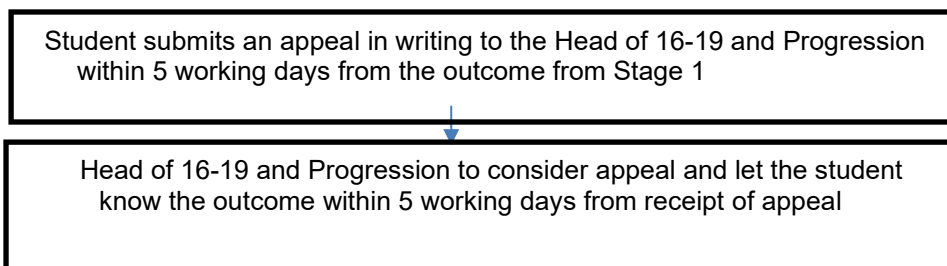 Student submits an appeal in writing to the Head of 16-19 and Progression
within 5 working days from the outcome from Stage 1
Head of 16-19 and Progression to consider appeal and let the student
know the outcome within 5 working days from receipt of appeal